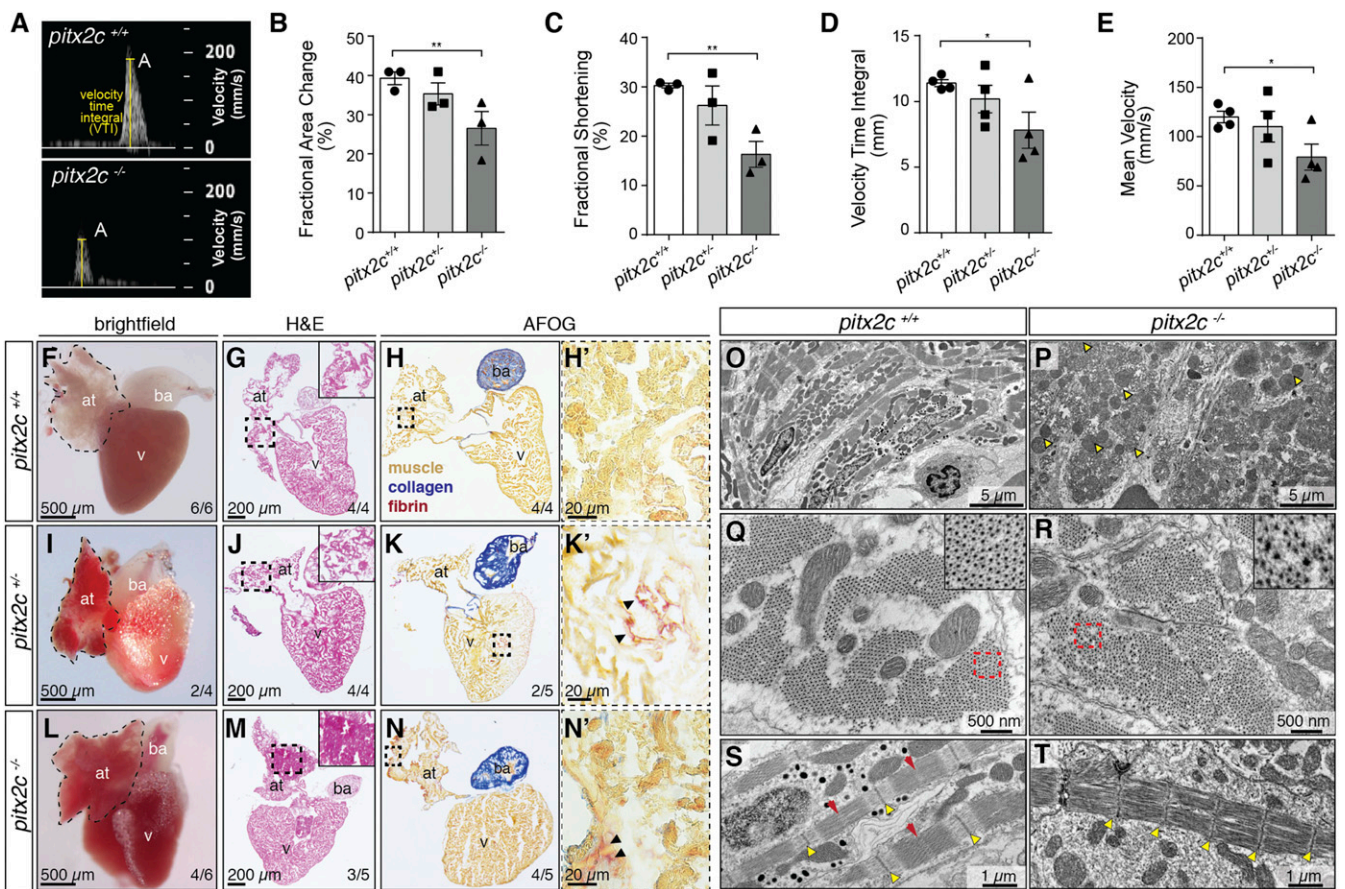 A
pitx2c +/+
A
velocity
time
integral
(VTI)
200
0
Velocity
(mm/s)
pitx2c -/-
A
200
0
Velocity
(mm/s)
B
Fractional Area Change
(%)
50
40
30
20
10
0
**
pitx2c+/+
pitx2c+/-
pitx2c-/-
C
Fractional Shortening
(%)
40
30
20
10
0
**
pitx2c+/+
pitx2c+/-
pitx2c-/-
D
Velocity Time Integral
(mm)
15
10
5
0
*
pitx2c+/+
pitx2c+/-
pitx2c-/-
E
Mean Velocity
(mm/s)
200
150
100
50
0
*
pitx2c+/+
pitx2c+/-
pitx2c-/-
brightfield
H&E
AFOG
pitx2c +/+
F
at
ba
v
500 µm
6/6
G
at
v
200 µm
4/4
H
ba
at
v
muscle
collagen
fibrin
4/4
H'
20 µm
pitx2c +/-
I
at
ba
v
500 µm
2/4
J
at
v
200 µm
4/4
K
ba
at
v
2/5
K'
20 µm
pitx2c -/-
L
at
ba
v
500 µm
4/6
M
at
ba
v
200 µm
3/5
N
at
ba
v
4/5
N'
20 µm
pitx2c +/+
pitx2c -/-
O
5 µm
P
5 µm
Q
500 nm
R
500 nm
S
1 µm
T
1 µm